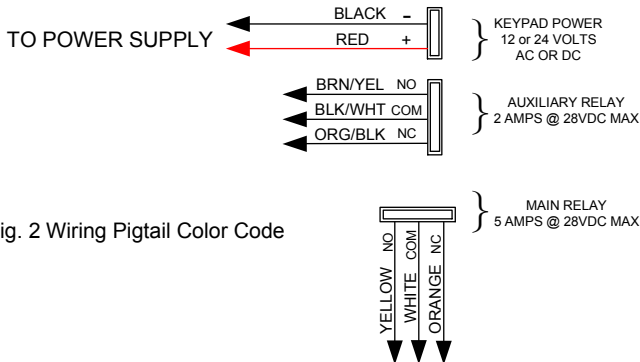 BLACK -
TO POWER SUPPLY
RED +
KEYPAD POWER
12 or 24 VOLTS
AC OR DC
BRN/YEL NO
BLK/WHT COM
ORG/BLK NC
AUXILIARY RELAY
2 AMPS @ 28VDC MAX
MAIN RELAY
5 AMPS @ 28VDC MAX
ig. 2 Wiring Pigtail Color Code
YELLOW NO
WHITE COM
ORANGE NC